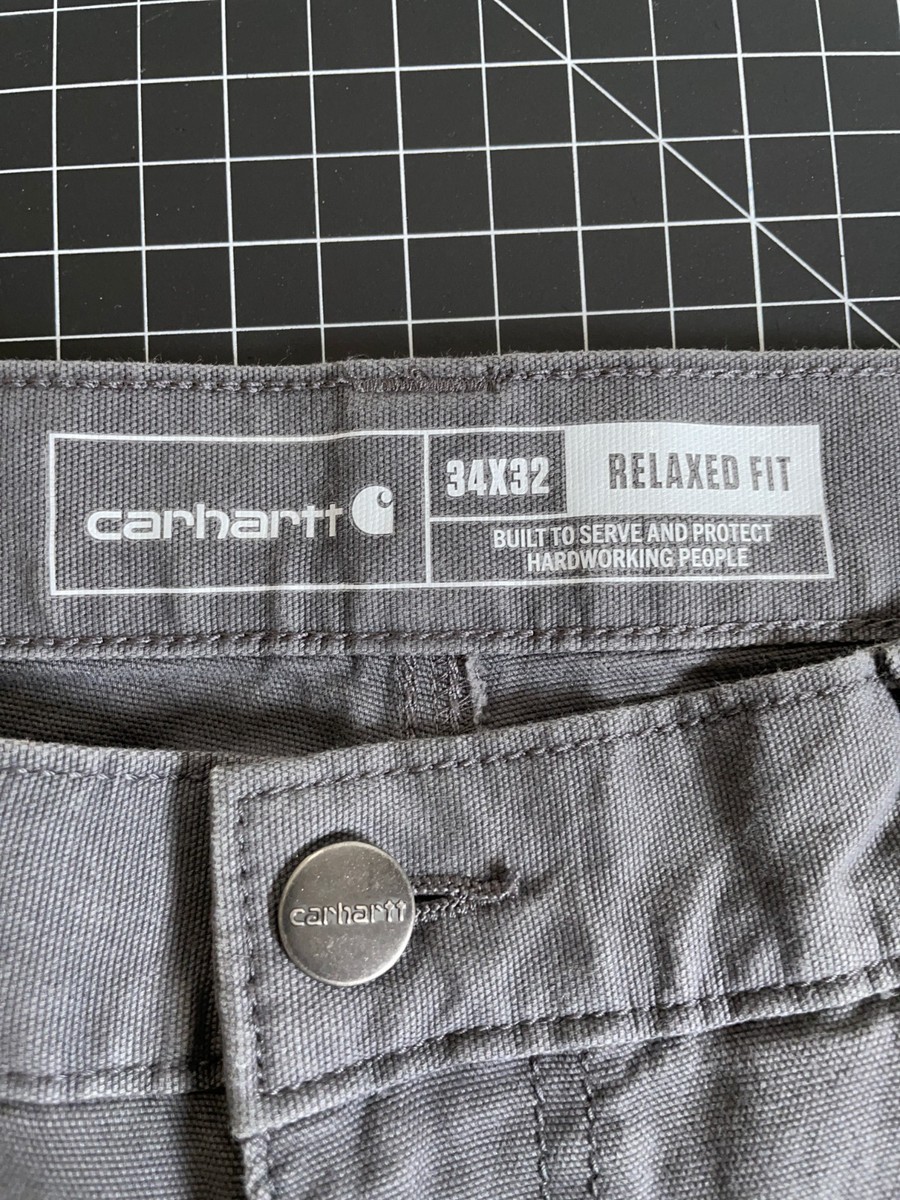 carhartt
34X32
RELAXED FIT
BUILT TO SERVE AND PROTECT
HARDWORKING PEOPLE
carhartt